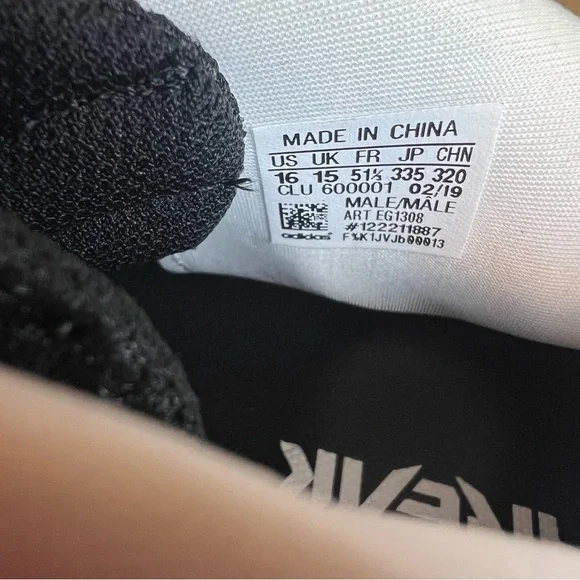 MADE IN CHINA
US UK FR JP CHN
16 15 51⅓ 335 320
CLU 600001 02/19
MALE/MÂLE
ART EG1308
#122211887
adidas